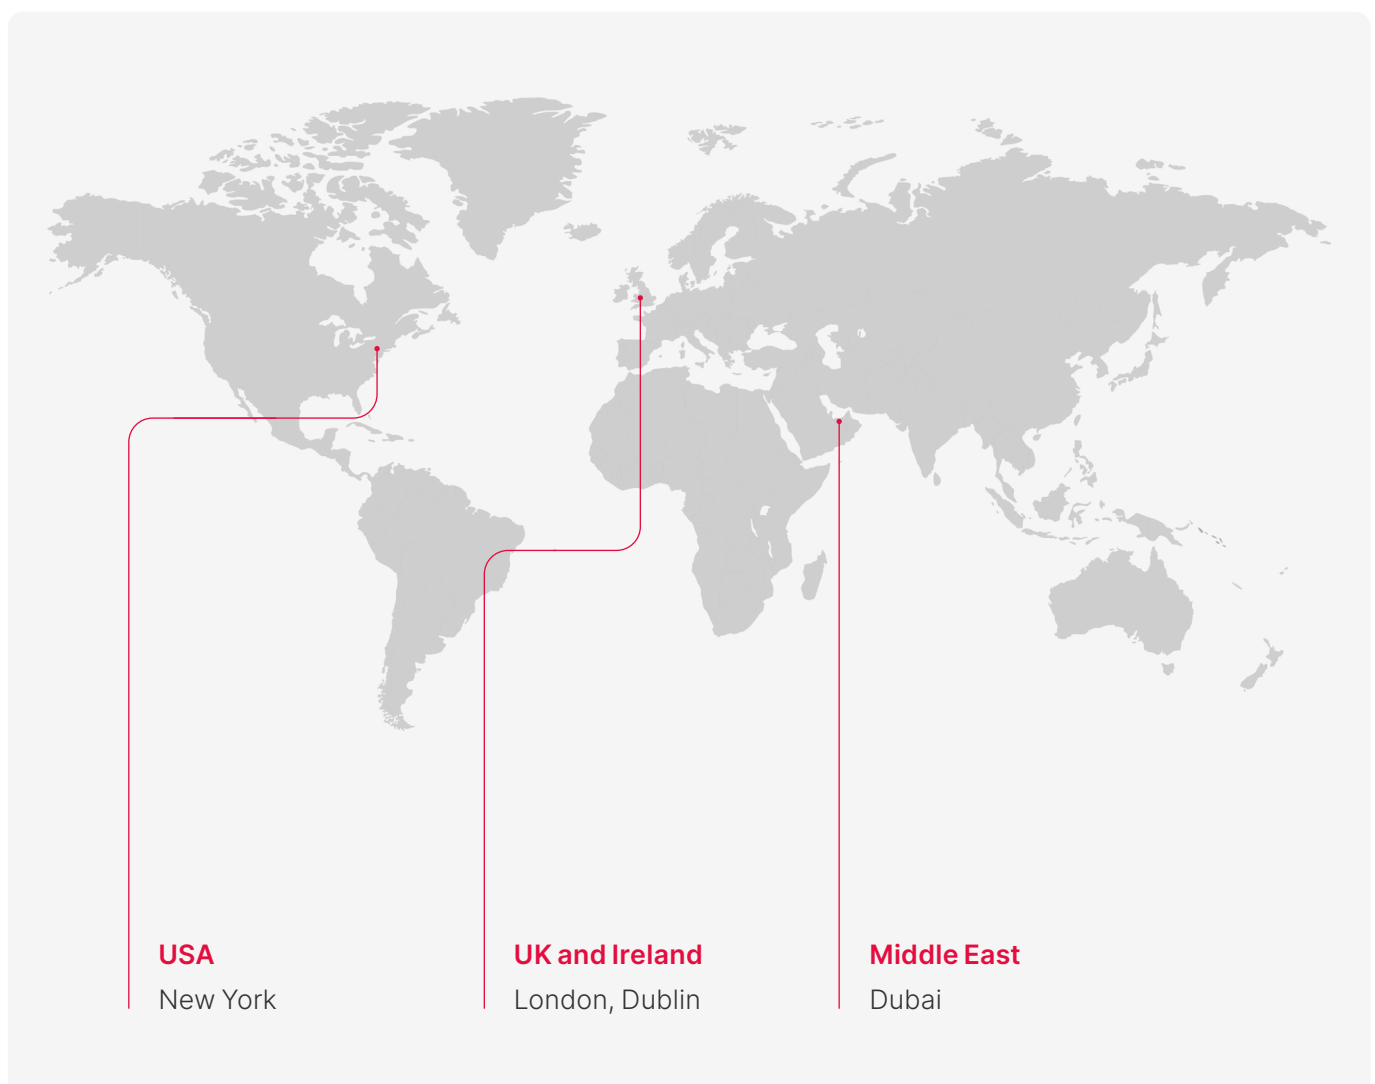 USA
New York
UK and Ireland
London, Dublin
Middle East
Dubai